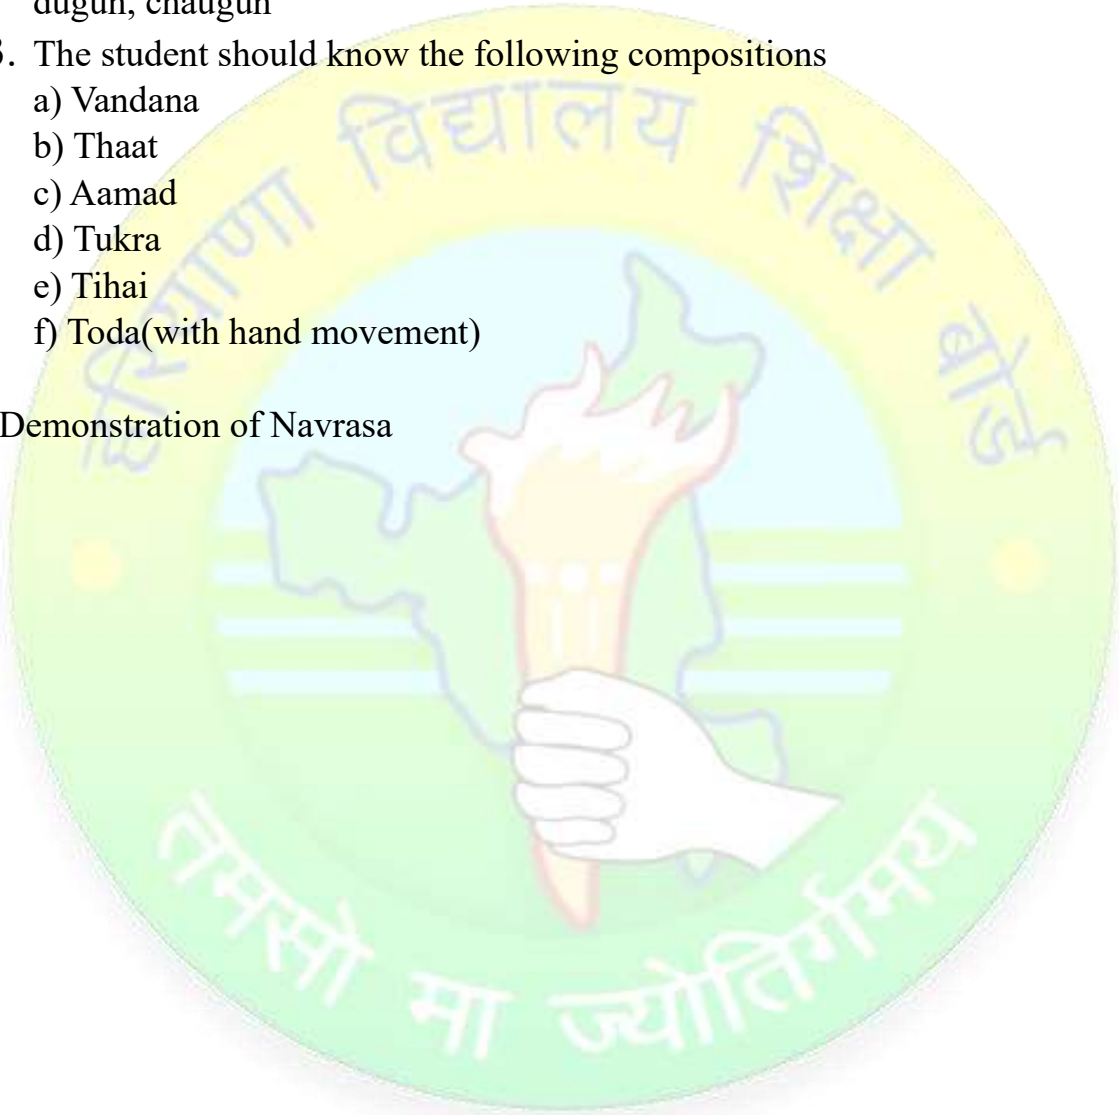 dugun, chaugun
3. The student should know the following compositions
a) Vandana
b) Thaat
c) Aamad
d) Tukra
e) Tihai
f) Toda(with hand movement)
Demonstration of Navrasa
हरियाणा विद्यालय शिक्षा बोर्ड
तमसो मा ज्योतिर्गमय